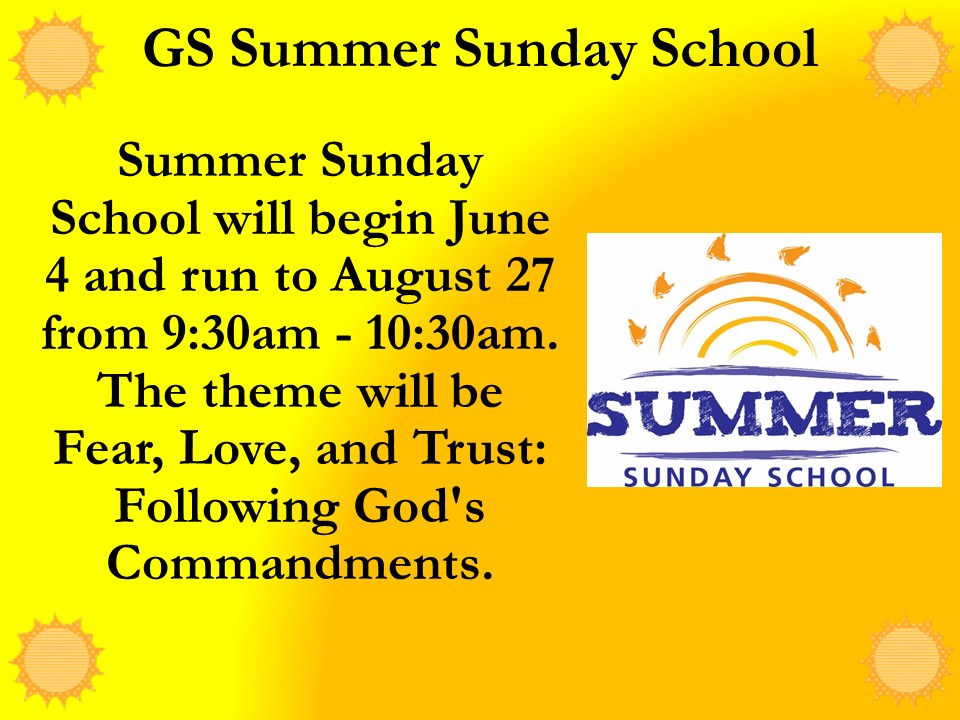 GS Summer Sunday School
Summer Sunday
School will begin June
4 and run to August 27
from 9:30am - 10:30am.
The theme will be
Fear, Love, and Trust:
Following God's
Commandments.
SUMMER
SUNDAY SCHOOL